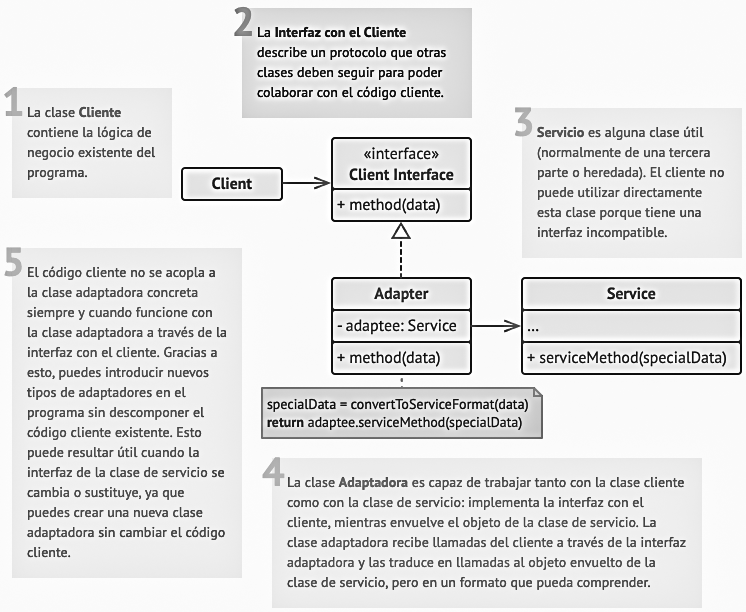 1
La clase Cliente
contiene la lógica de
negocio existente del
programa.
2
La Interfaz con el Cliente
describe un protocolo que otras
clases deben seguir para poder
colaborar con el código cliente.
3
Servicio es alguna clase útil
(normalmente de una tercera
parte o heredada). El cliente no
puede utilizar directamente
esta clase porque tiene una
interfaz incompatible.
Client
«interface»
Client Interface
+ method(data)
Adapter
- adaptee: Service
+ method(data)
Service
...
+ serviceMethod(specialData)
specialData = convertToServiceFormat(data)
return adaptee.serviceMethod(specialData)
4
La clase Adaptadora es capaz de trabajar tanto con la clase cliente
como con la clase de servicio: implementa la interfaz con el
cliente, mientras envuelve el objeto de la clase de servicio. La
clase adaptadora recibe llamadas del cliente a través de la interfaz
adaptadora y las traduce en llamadas al objeto envuelto de la
clase de servicio, pero en un formato que pueda comprender.
5
El código cliente no se acopla a
la clase adaptadora concreta
siempre y cuando funcione con
la clase adaptadora a través de la
interfaz con el cliente. Gracias a
esto, puedes introducir nuevos
tipos de adaptadores en el
programa sin descomponer el
código cliente existente. Esto
puede resultar útil cuando la
interfaz de la clase de servicio se
cambia o sustituye, ya que
puedes crear una nueva clase
adaptadora sin cambiar el código
cliente.